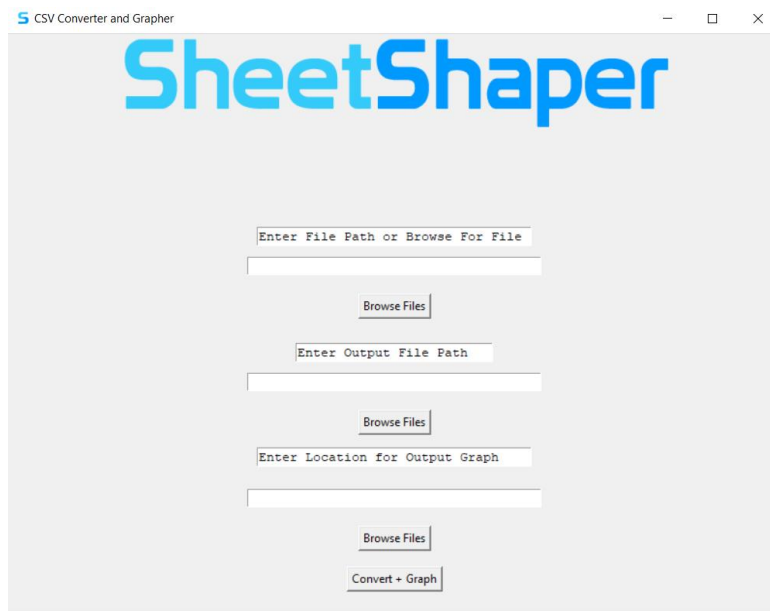 CSV Converter and Grapher
SheetShaper
Enter File Path or Browse For File
Browse Files
Enter Output File Path
Browse Files
Enter Location for Output Graph
Browse Files
Convert + Graph